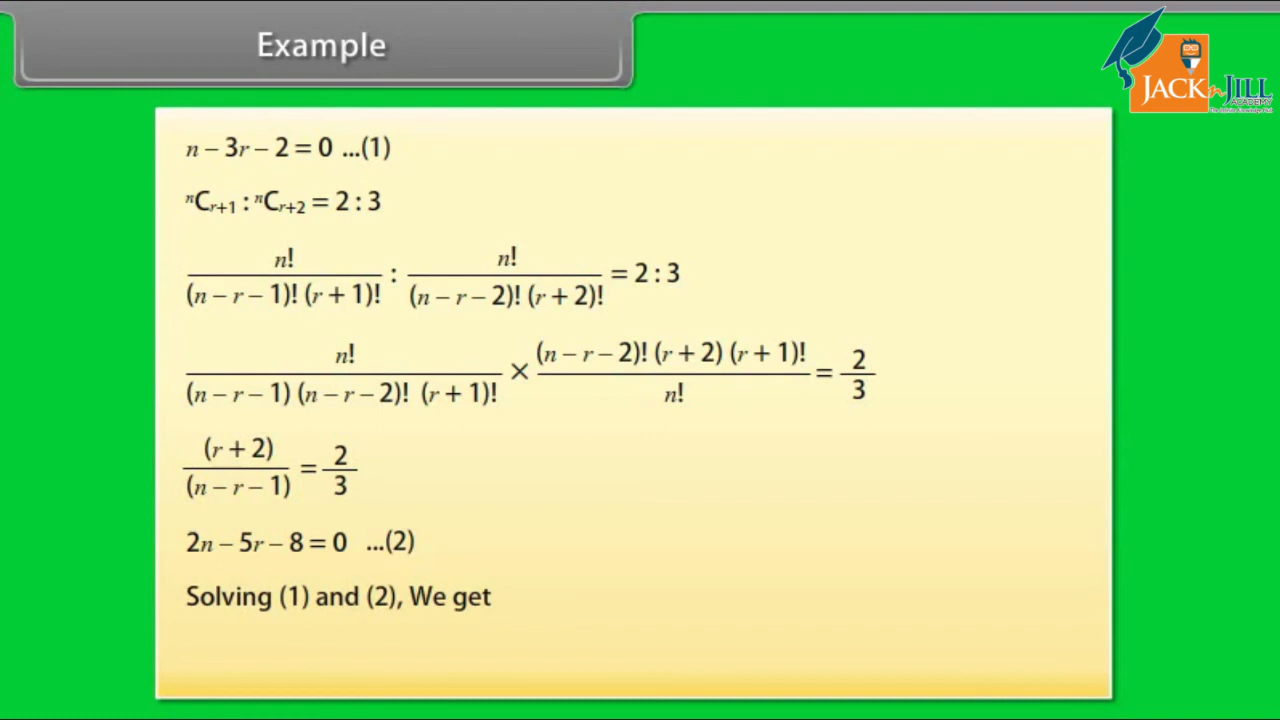 Example
JACK n JILL
ACADEMY
n – 3r – 2 = 0 ...(1)
ⁿCᵣ₊₁ : ⁿCᵣ₊₂ = 2 : 3
n! / (n – r – 1)! (r + 1)! : n! / (n – r – 2)! (r + 2)! = 2 : 3
n! / (n – r – 1) (n – r – 2)! (r + 1)! × (n – r – 2)! (r + 2) (r + 1)! / n! = 2 / 3
(r + 2) / (n – r – 1) = 2 / 3
2n – 5r – 8 = 0 ...(2)
Solving (1) and (2), We get